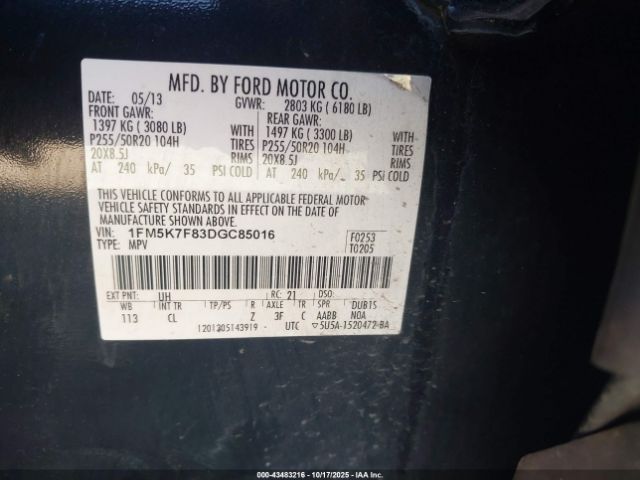 MFD. BY FORD MOTOR CO.
DATE: 05/13 GVWR: 2803 KG ( 6180 LB)
FRONT GAWR: REAR GAWR:
1397 KG ( 3080 LB) WITH 1497 KG ( 3300 LB) WITH
P255/50R20 104H TIRES P255/50R20 104H TIRES
20X8.5J RIMS 20X8.5J RIMS
AT 240 kPa/ 35 PSI COLD AT 240 kPa/ 35 PSI COLD
THIS VEHICLE CONFORMS TO ALL APPLICABLE FEDERAL MOTOR
VEHICLE SAFETY STANDARDS IN EFFECT ON THE DATE OF
MANUFACTURE SHOWN ABOVE.
VIN: 1FM5K7F83DGC85016 F0253
TYPE: MPV T0205
EXT PNT: UH RC: 21 DSO:
WB INT TR TP/PS R AXLE TR SPR DUB1S
113 CL Z 3F C AABB N0A
1201305143919 UTC ▽5U5A-1520472-BA
000-43483216 - 10/17/2025 - IAA Inc.